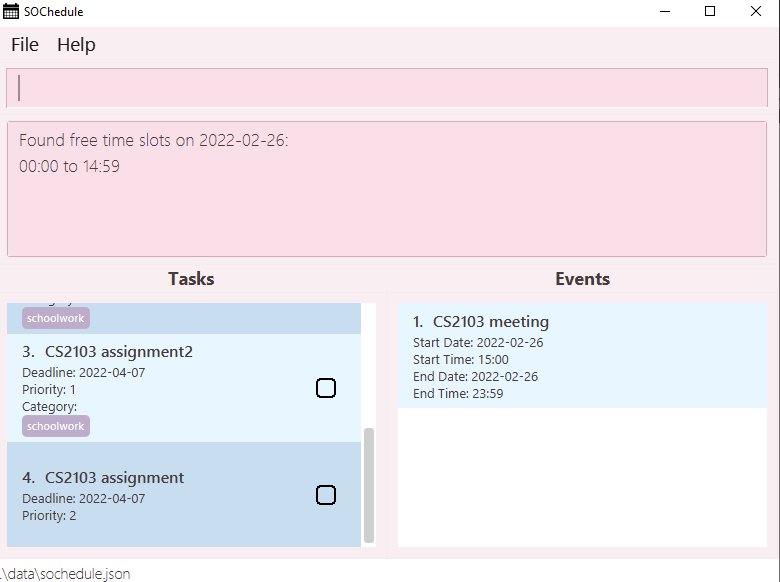 SOChedule
File Help
Found free time slots on 2022-02-26:
00:00 to 14:59
Tasks
schoolwork
3. CS2103 assignment2
Deadline: 2022-04-07
Priority: 1
Category:
schoolwork
4. CS2103 assignment
Deadline: 2022-04-07
Priority: 2
Events
1. CS2103 meeting
Start Date: 2022-02-26
Start Time: 15:00
End Date: 2022-02-26
End Time: 23:59
.\data\sochedule.json